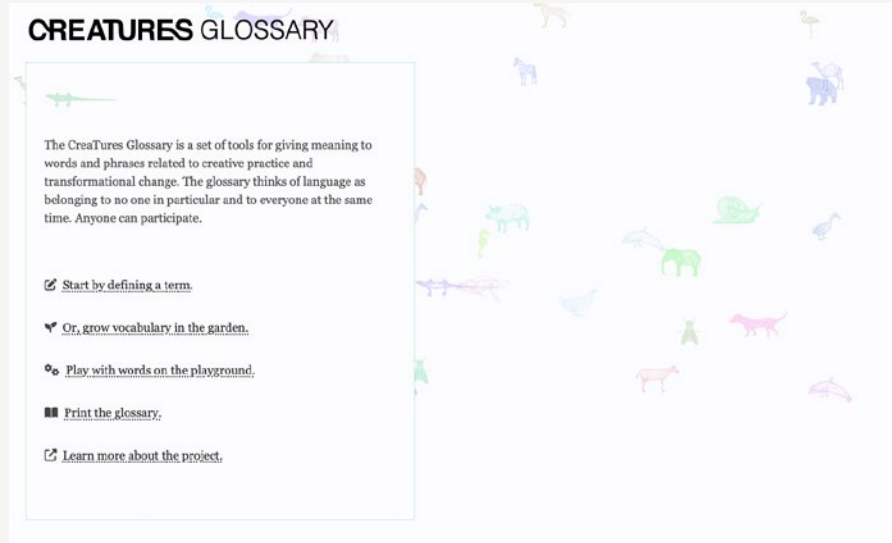 CREATURES GLOSSARY
The CreaTures Glossary is a set of tools for giving meaning to
words and phrases related to creative practice and
transformational change. The glossary thinks of language as
belonging to no one in particular and to everyone at the same
time. Anyone can participate.
Start by defining a term.
Or, grow vocabulary in the garden.
Play with words on the playground.
Print the glossary.
Learn more about the project.